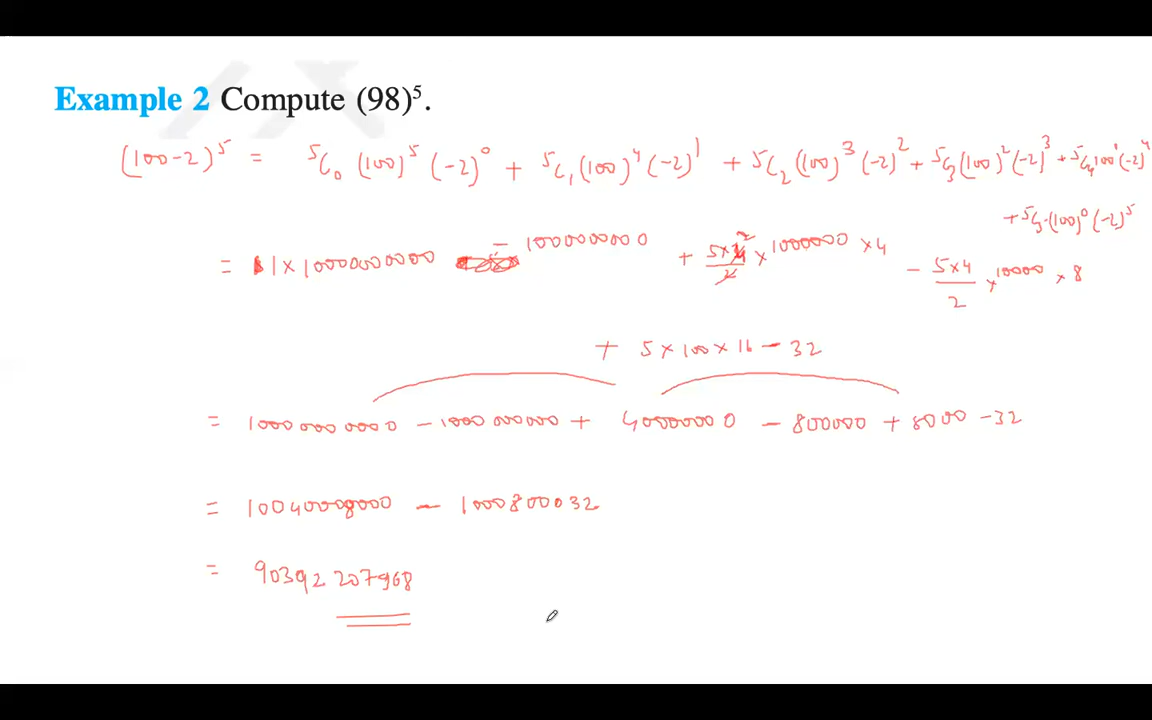 Example 2 Compute (98)⁵.
(100-2)⁵ = ⁵C₀ (100)⁵ (-2)⁰ + ⁵C₁ (100)⁴ (-2)¹ + ⁵C₂ (100)³ (-2)² + ⁵C₃ (100)² (-2)³ + ⁵C₄ 100¹ (-2)⁴
+ ⁵C₅ (100)⁰ (-2)⁵
= 1 × 10000000000 - 1000000000 + 5×4²/2 × 1000000 × 4 - 5×4/2 × 10000 × 8
+ 5 × 100 × 16 - 32
= 10000000000 - 1000000000 + 40000000 - 800000 + 8000 - 32
= 10040008000 - 1000800032
= 90392 207968